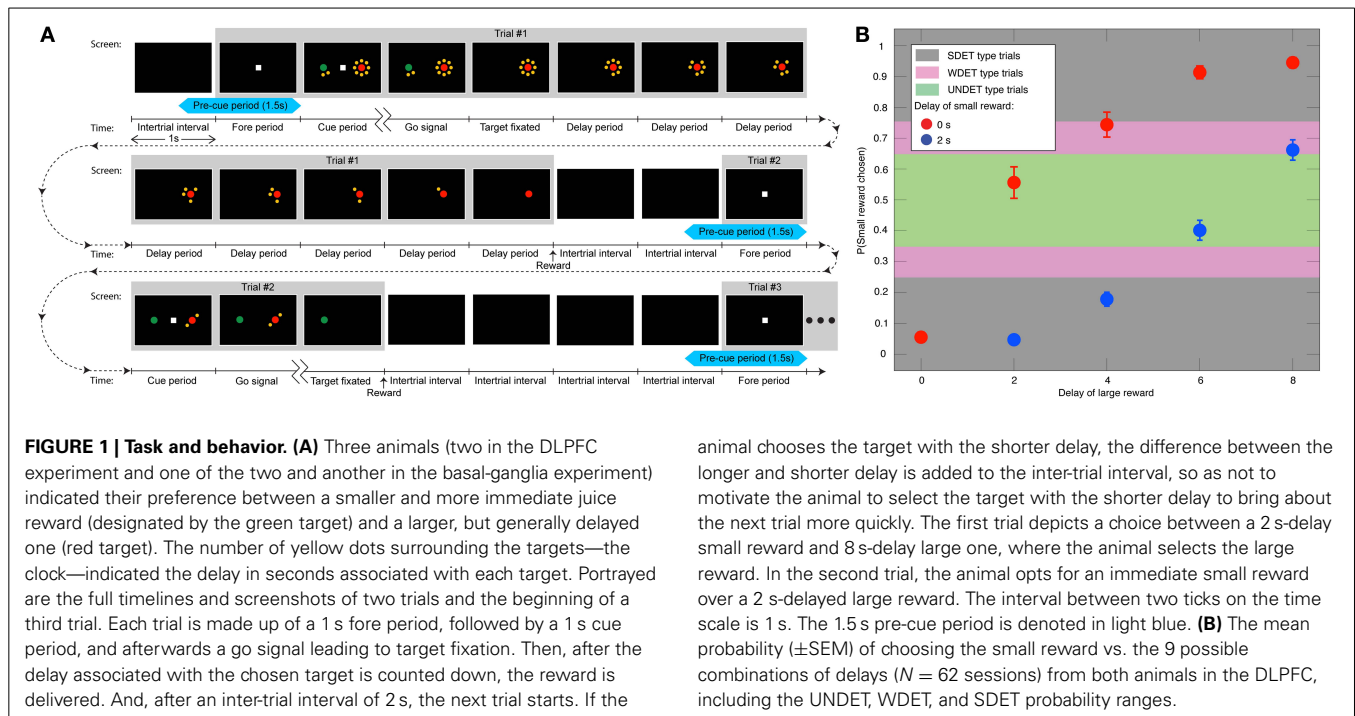 A
Screen:
Trial #1
Pre-cue period (1.5s)
Time:
Intertrial interval
Fore period
Cue period
Go signal
Target fixated
Delay period
Delay period
Delay period
1s
Screen:
Trial #1
Trial #2
Pre-cue period (1.5s)
Time:
Delay period
Delay period
Delay period
Delay period
Delay period
Intertrial interval
Intertrial interval
Fore period
Reward
Screen:
Trial #2
Trial #3
Pre-cue period (1.5s)
Time:
Cue period
Go signal
Target fixated
Intertrial interval
Intertrial interval
Intertrial interval
Intertrial interval
Fore period
Reward
B
SDET type trials
WDET type trials
UNDET type trials
Delay of small reward:
0 s
2 s
P(Small reward chosen)
1
0.9
0.8
0.7
0.6
0.5
0.4
0.3
0.2
0.1
0
0
2
4
6
8
Delay of large reward
FIGURE 1 | Task and behavior. (A) Three animals (two in the DLPFC
experiment and one of the two and another in the basal-ganglia experiment)
indicated their preference between a smaller and more immediate juice
reward (designated by the green target) and a larger, but generally delayed
one (red target). The number of yellow dots surrounding the targets—the
clock—indicated the delay in seconds associated with each target. Portrayed
are the full timelines and screenshots of two trials and the beginning of a
third trial. Each trial is made up of a 1 s fore period, followed by a 1 s cue
period, and afterwards a go signal leading to target fixation. Then, after the
delay associated with the chosen target is counted down, the reward is
delivered. And, after an inter-trial interval of 2 s, the next trial starts. If the
animal chooses the target with the shorter delay, the difference between the
longer and shorter delay is added to the inter-trial interval, so as not to
motivate the animal to select the target with the shorter delay to bring about
the next trial more quickly. The first trial depicts a choice between a 2 s-delay
small reward and 8 s-delay large one, where the animal selects the large
reward. In the second trial, the animal opts for an immediate small reward
over a 2 s-delayed large reward. The interval between two ticks on the time
scale is 1 s. The 1.5 s pre-cue period is denoted in light blue. (B) The mean
probability (±SEM) of choosing the small reward vs. the 9 possible
combinations of delays (N = 62 sessions) from both animals in the DLPFC,
including the UNDET, WDET, and SDET probability ranges.